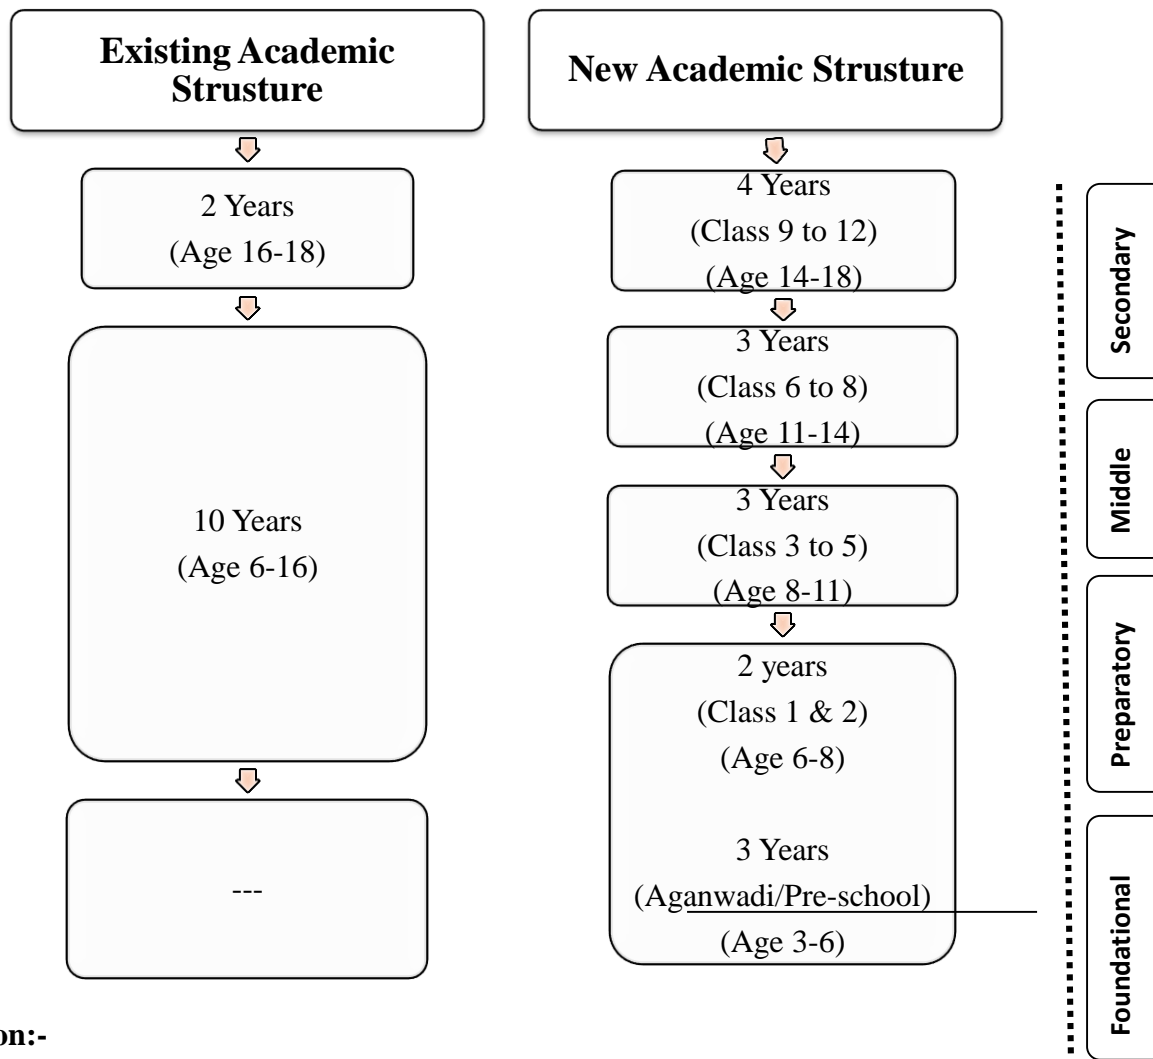 Existing Academic
Strusture
2 Years
(Age 16-18)
10 Years
(Age 6-16)
---
New Academic Strusture
4 Years
(Class 9 to 12)
(Age 14-18)
3 Years
(Class 6 to 8)
(Age 11-14)
3 Years
(Class 3 to 5)
(Age 8-11)
2 years
(Class 1 & 2)
(Age 6-8)
3 Years
(Aganwadi/Pre-school)
(Age 3-6)
Secondary
Middle
Preparatory
Foundational
on:-